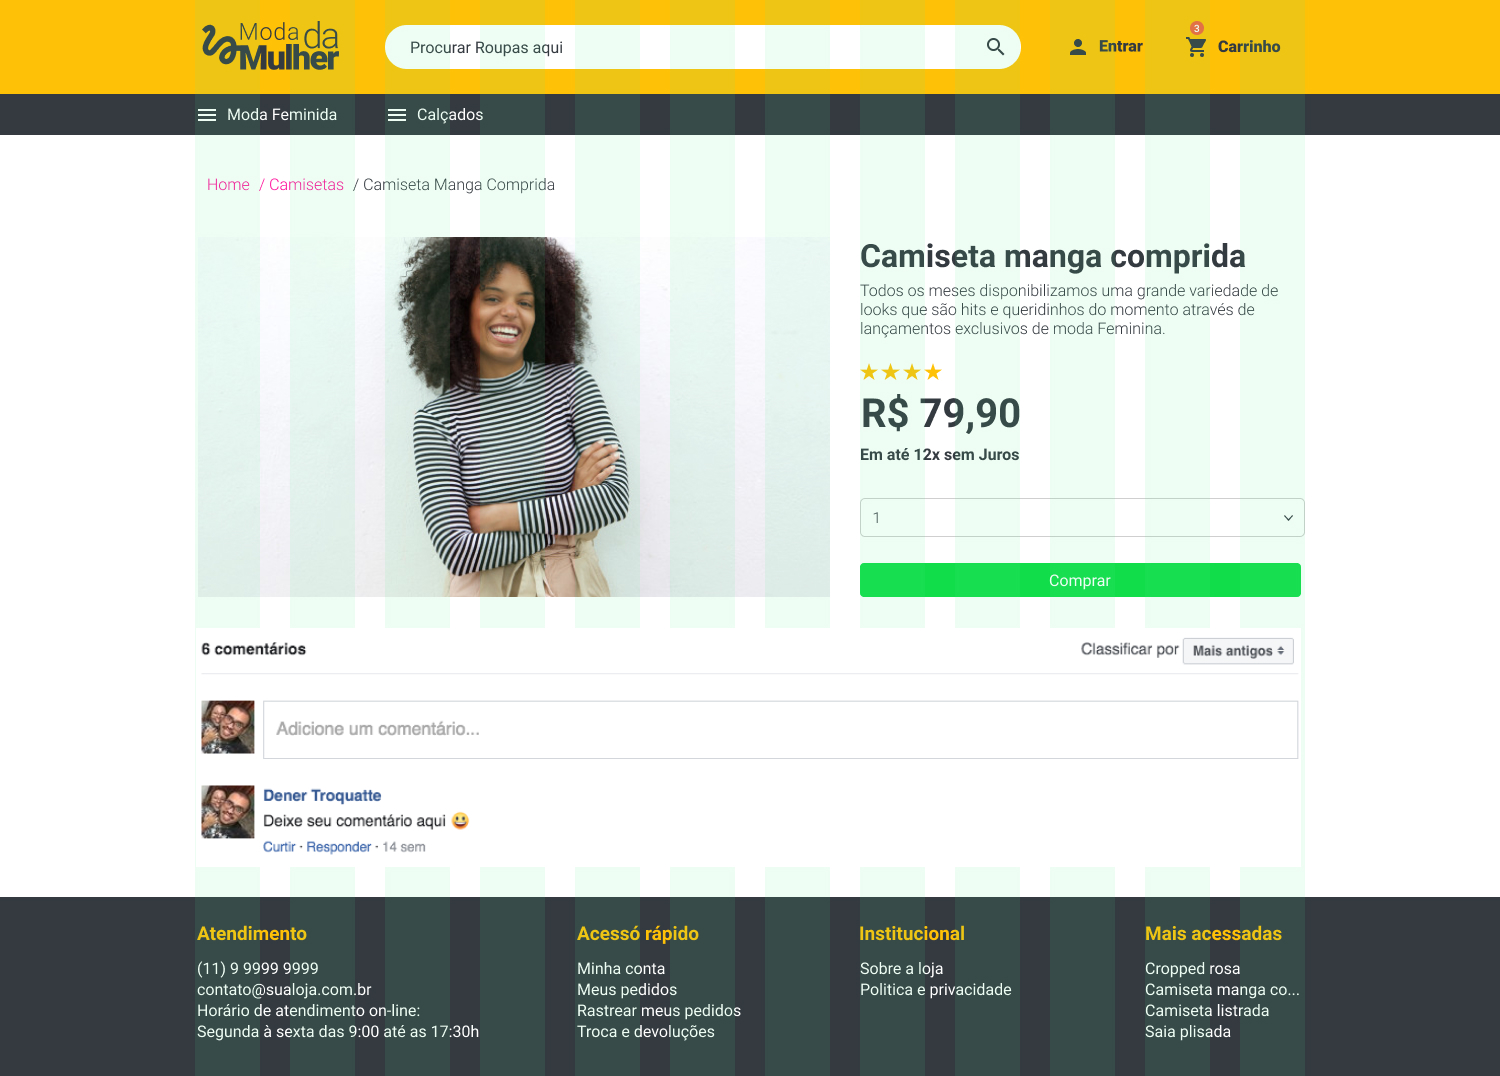 Moda da
Mulher
Procurar Roupas aqui
Entrar
3
Carrinho
Moda Feminida
Calçados
Home / Camisetas / Camiseta Manga Comprida
Camiseta manga comprida
Todos os meses disponibilizamos uma grande variedade de
looks que são hits e queridinhos do momento através de
lançamentos exclusivos de moda Feminina.
R$ 79,90
Em até 12x sem Juros
1
Comprar
6 comentários
Classificar por Mais antigos
Adicione um comentário...
Dener Troquatte
Deixe seu comentário aqui 😃
Curtir · Responder · 14 sem
Atendimento
(11) 9 9999 9999
contato@sualoja.com.br
Horário de atendimento on-line:
Segunda à sexta das 9:00 até as 17:30h
Acessó rápido
Minha conta
Meus pedidos
Rastrear meus pedidos
Troca e devoluções
Institucional
Sobre a loja
Politica e privacidade
Mais acessadas
Cropped rosa
Camiseta manga co...
Camiseta listrada
Saia plisada